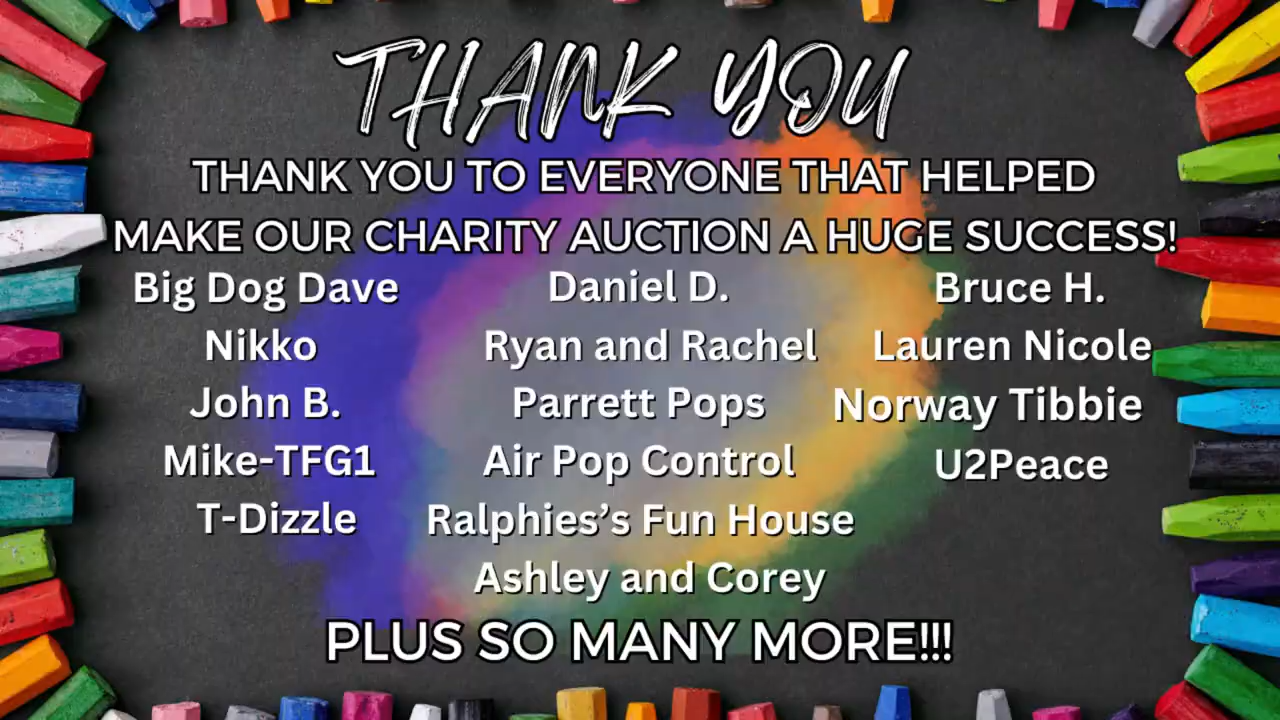 THANK YOU
THANK YOU TO EVERYONE THAT HELPED
MAKE OUR CHARITY AUCTION A HUGE SUCCESS!
Big Dog Dave
Nikko
John B.
Mike-TFG1
T-Dizzle
Daniel D.
Ryan and Rachel
Parrett Pops
Air Pop Control
Ralphies’s Fun House
Ashley and Corey
Bruce H.
Lauren Nicole
Norway Tibbie
U2Peace
PLUS SO MANY MORE!!!